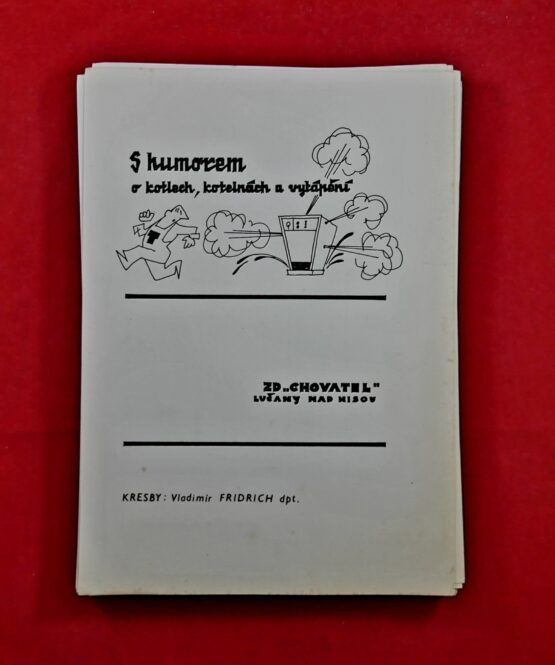 S humorem
o kotlech, kotelnách a vytápění
ZD „CHOVATEL"
LUČANY NAD NISOU
KRESBY: Vladimír FRIDRICH dpt.